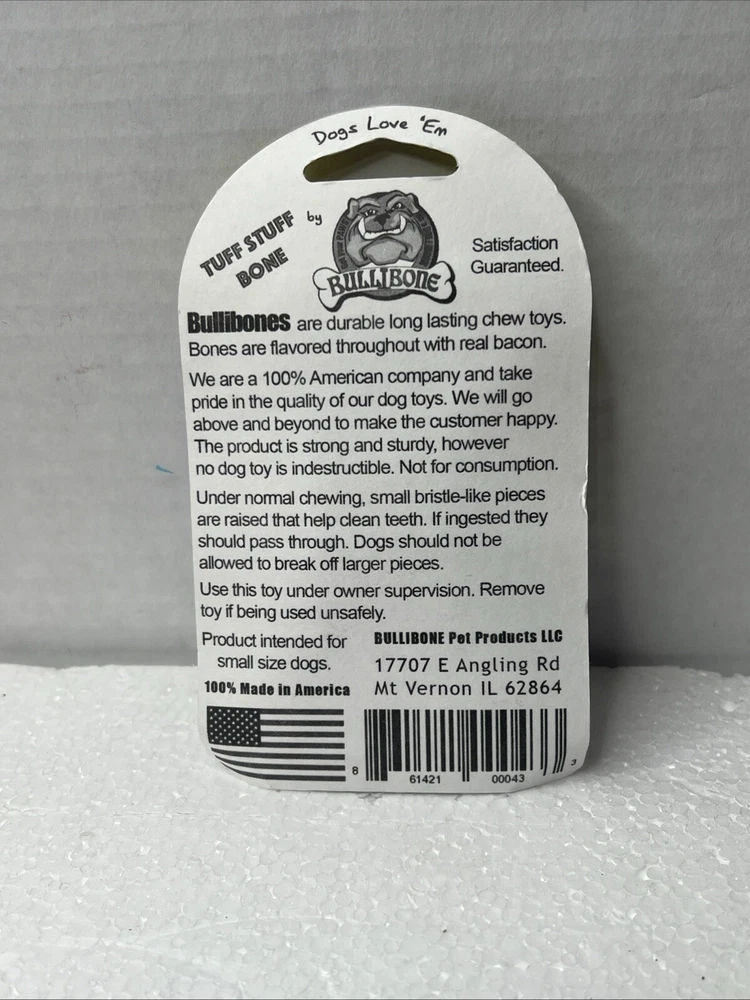 Dogs Love 'Em
TUFF STUFF
BONE
by
BULLIBONE
Satisfaction
Guaranteed.
Bullibones are durable long lasting chew toys.
Bones are flavored throughout with real bacon.
We are a 100% American company and take
pride in the quality of our dog toys. We will go
above and beyond to make the customer happy.
The product is strong and sturdy, however
no dog toy is indestructible. Not for consumption.
Under normal chewing, small bristle-like pieces
are raised that help clean teeth. If ingested they
should pass through. Dogs should not be
allowed to break off larger pieces.
Use this toy under owner supervision. Remove
toy if being used unsafely.
Product intended for
small size dogs.
100% Made in America
BULLIBONE Pet Products LLC
17707 E Angling Rd
Mt Vernon IL 62864
8 61421 00043 3